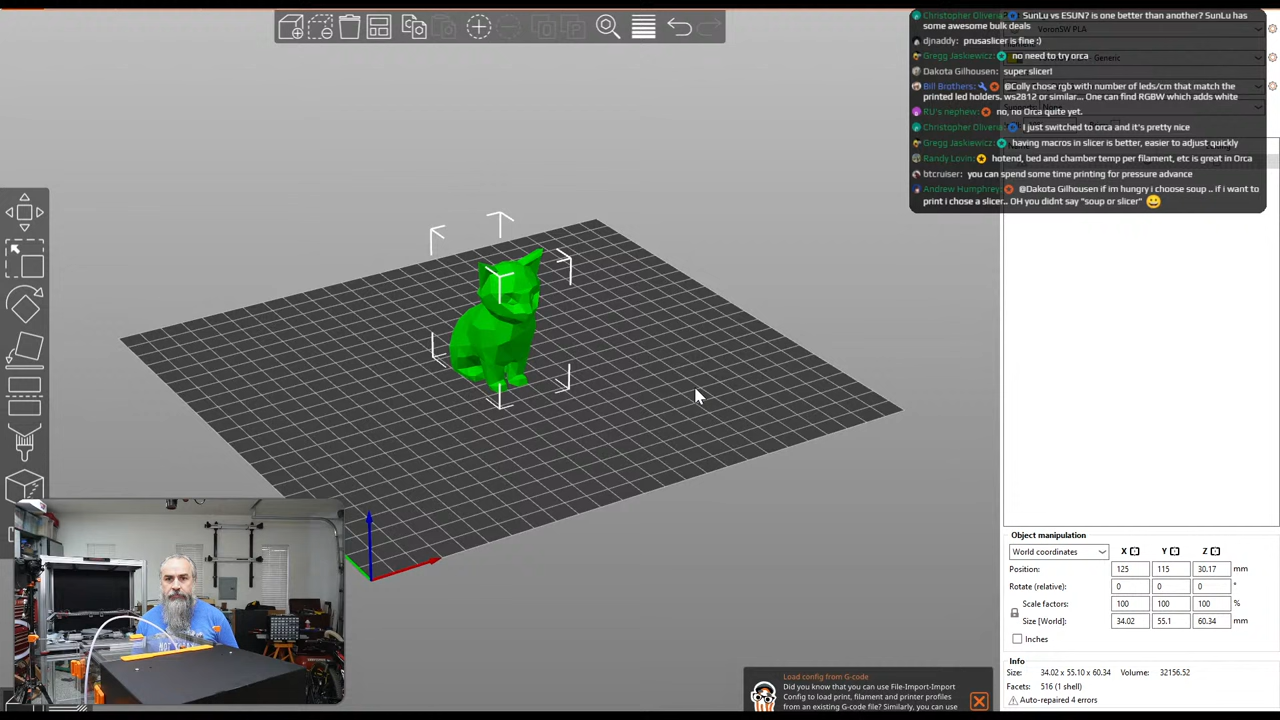 Christopher Oliveria: SunLu vs ESUN? is one better than another? SunLu has
some awesome bulk deals
djnaddy: prusaslicer is fine :)
Gregg Jaskiewicz: no need to try orca
Dakota Gilhousen: super slicer!
Bill Brothers: @Colly chose rgb with number of leds/cm that match the
printed led holders. ws2812 or similar... One can find RGBW which adds white
RU's nephew: no, no Orca quite yet.
Christopher Oliveria: I just switched to orca and it's pretty nice
Gregg Jaskiewicz: having macros in slicer is better, easier to adjust quickly
Randy Lovin: hotend, bed and chamber temp per filament, etc is great in Orca
btcruiser: you can spend some time printing for pressure advance
Andrew Humphrey: @Dakota Gilhousen if im hungry i choose soup .. if i want to
print i chose a slicer.. OH you didnt say "soup or slicer" 😀
VoronSW PLA
Generic
Object manipulation
World coordinates X Y Z
Position: 125 115 30.17 mm
Rotate (relative): 0 0 0 °
Scale factors: 100 100 100 %
Size [World]: 34.02 55.1 60.34 mm
Inches
Info
Size: 34.02 x 55.10 x 60.34 Volume: 32156.52
Facets: 516 (1 shell)
Auto-repaired 4 errors
Load config from G-code
Did you know that you can use File-Import-Import
Config to load print, filament and printer profiles
from an existing G-code file? Similarly, you can use